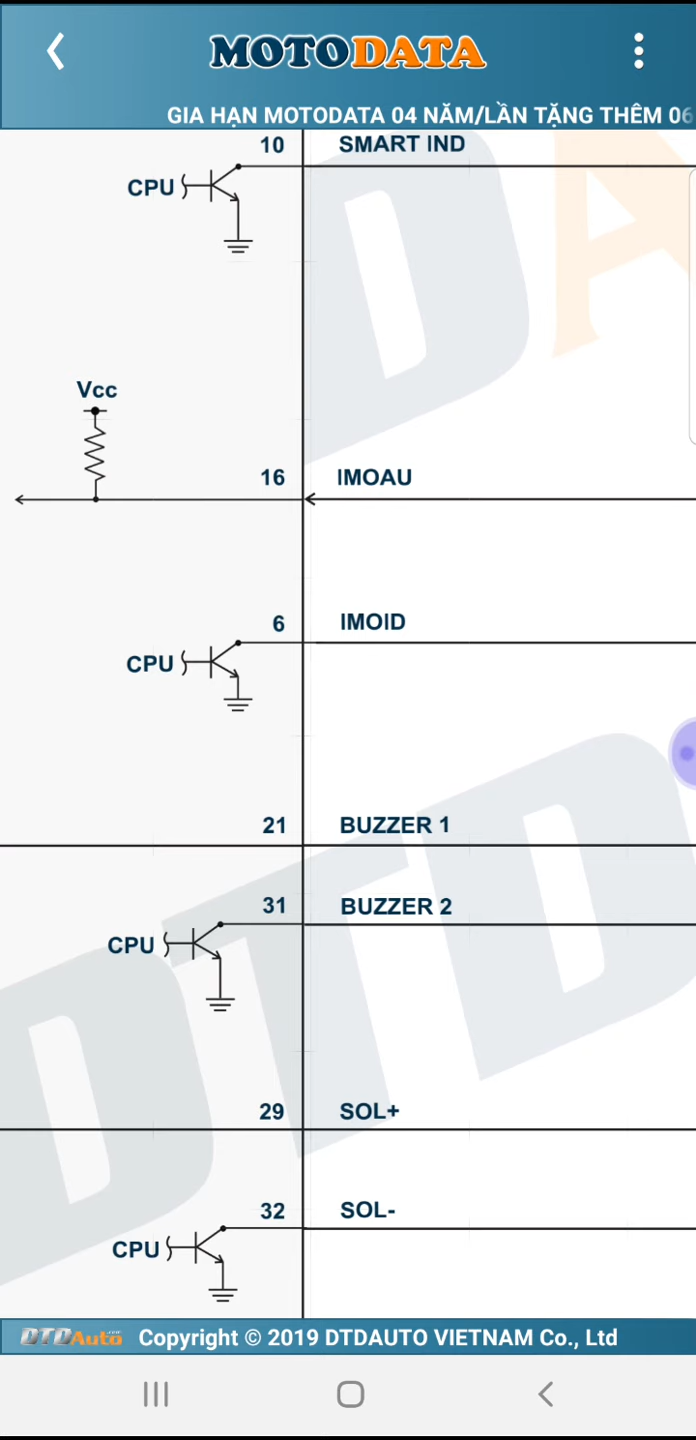 MOTODATA
GIA HẠN MOTODATA 04 NĂM/LẦN TẶNG THÊM 06
10 SMART IND
CPU
Vcc
16 IMOAU
6 IMOID
CPU
21 BUZZER 1
31 BUZZER 2
CPU
29 SOL+
32 SOL-
CPU
DTDAuto.com Copyright © 2019 DTDAUTO VIETNAM Co., Ltd